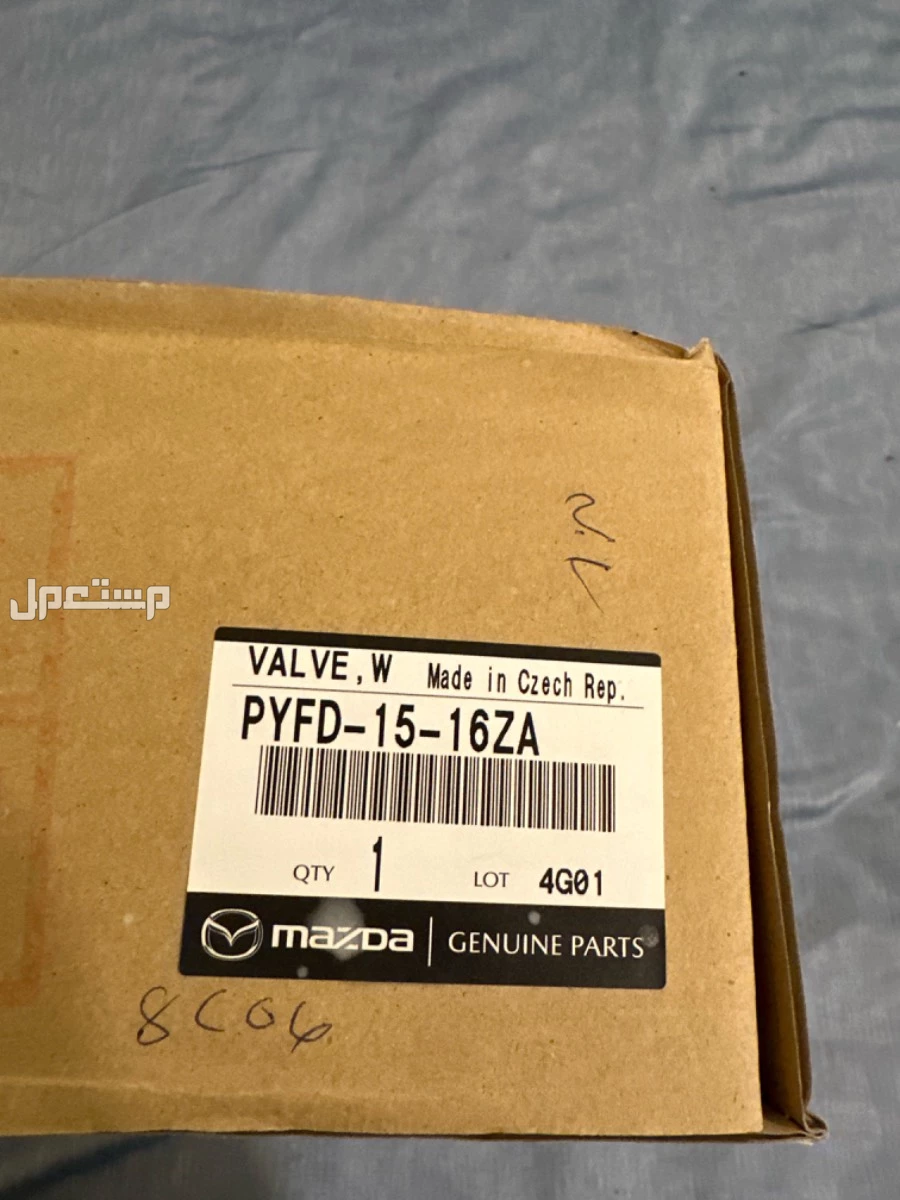 مستعمل
VALVE,W Made in Czech Rep.
PYFD-15-16ZA
QTY 1 LOT 4G01
mazda GENUINE PARTS
8C06